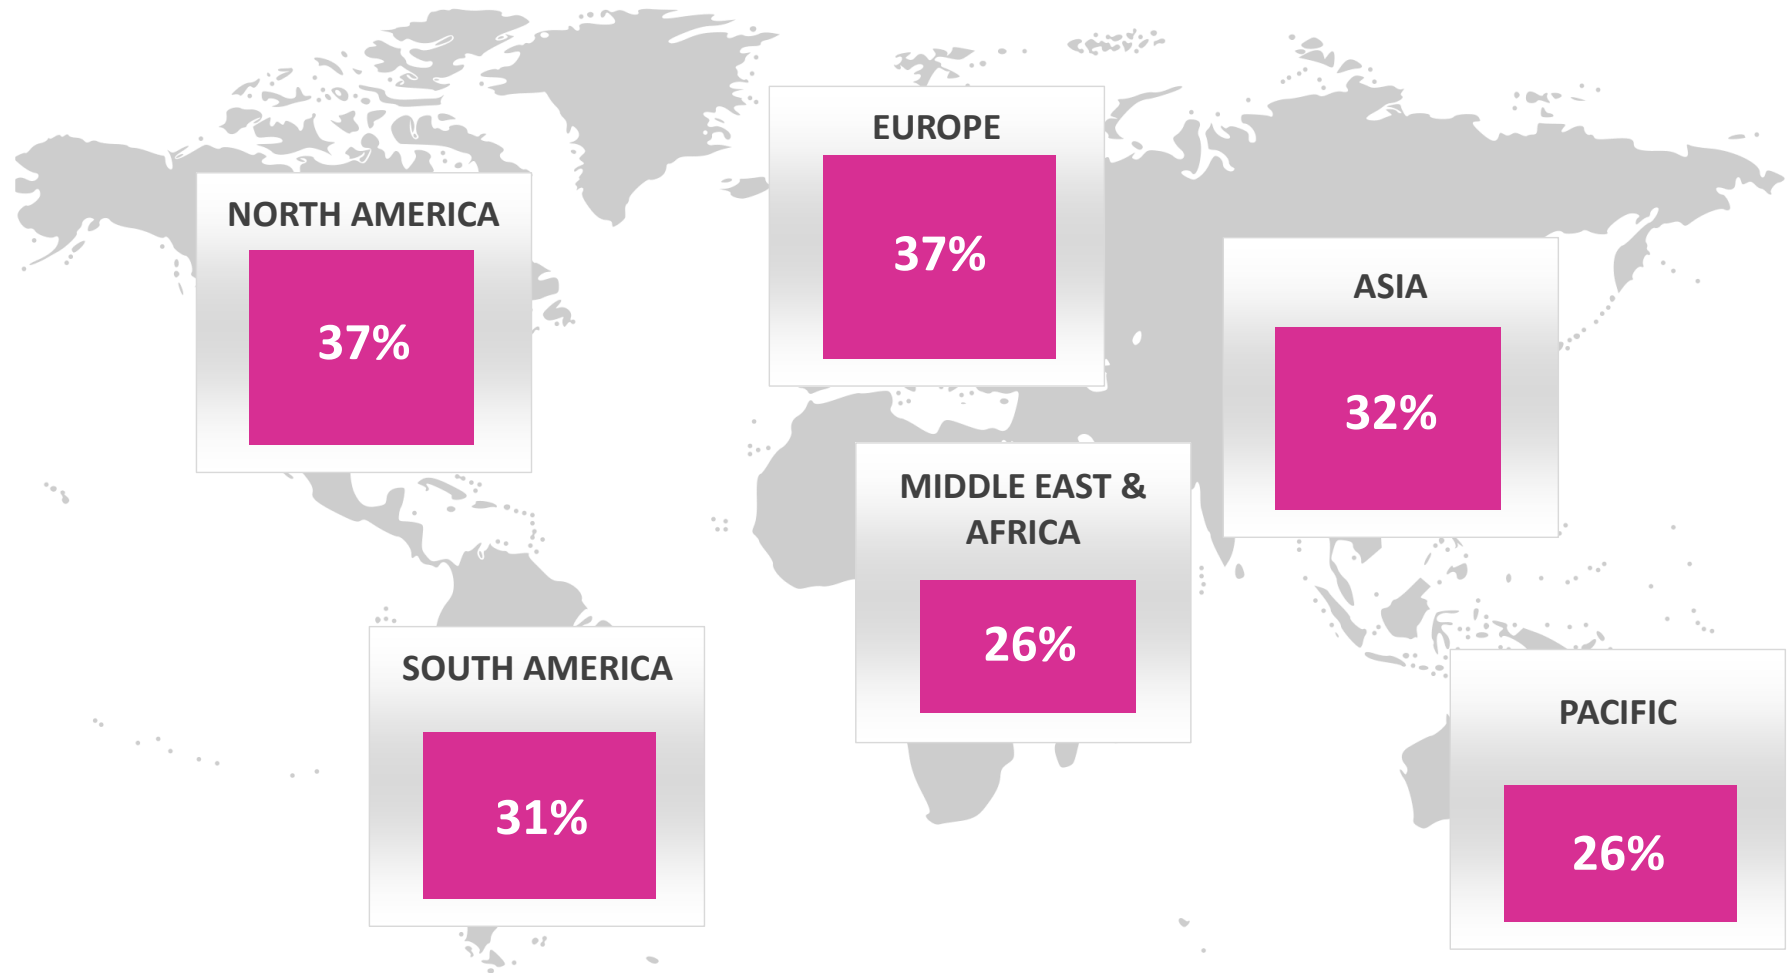 EUROPE
37%
NORTH AMERICA
37%
ASIA
32%
MIDDLE EAST &
AFRICA
26%
SOUTH AMERICA
31%
PACIFIC
26%